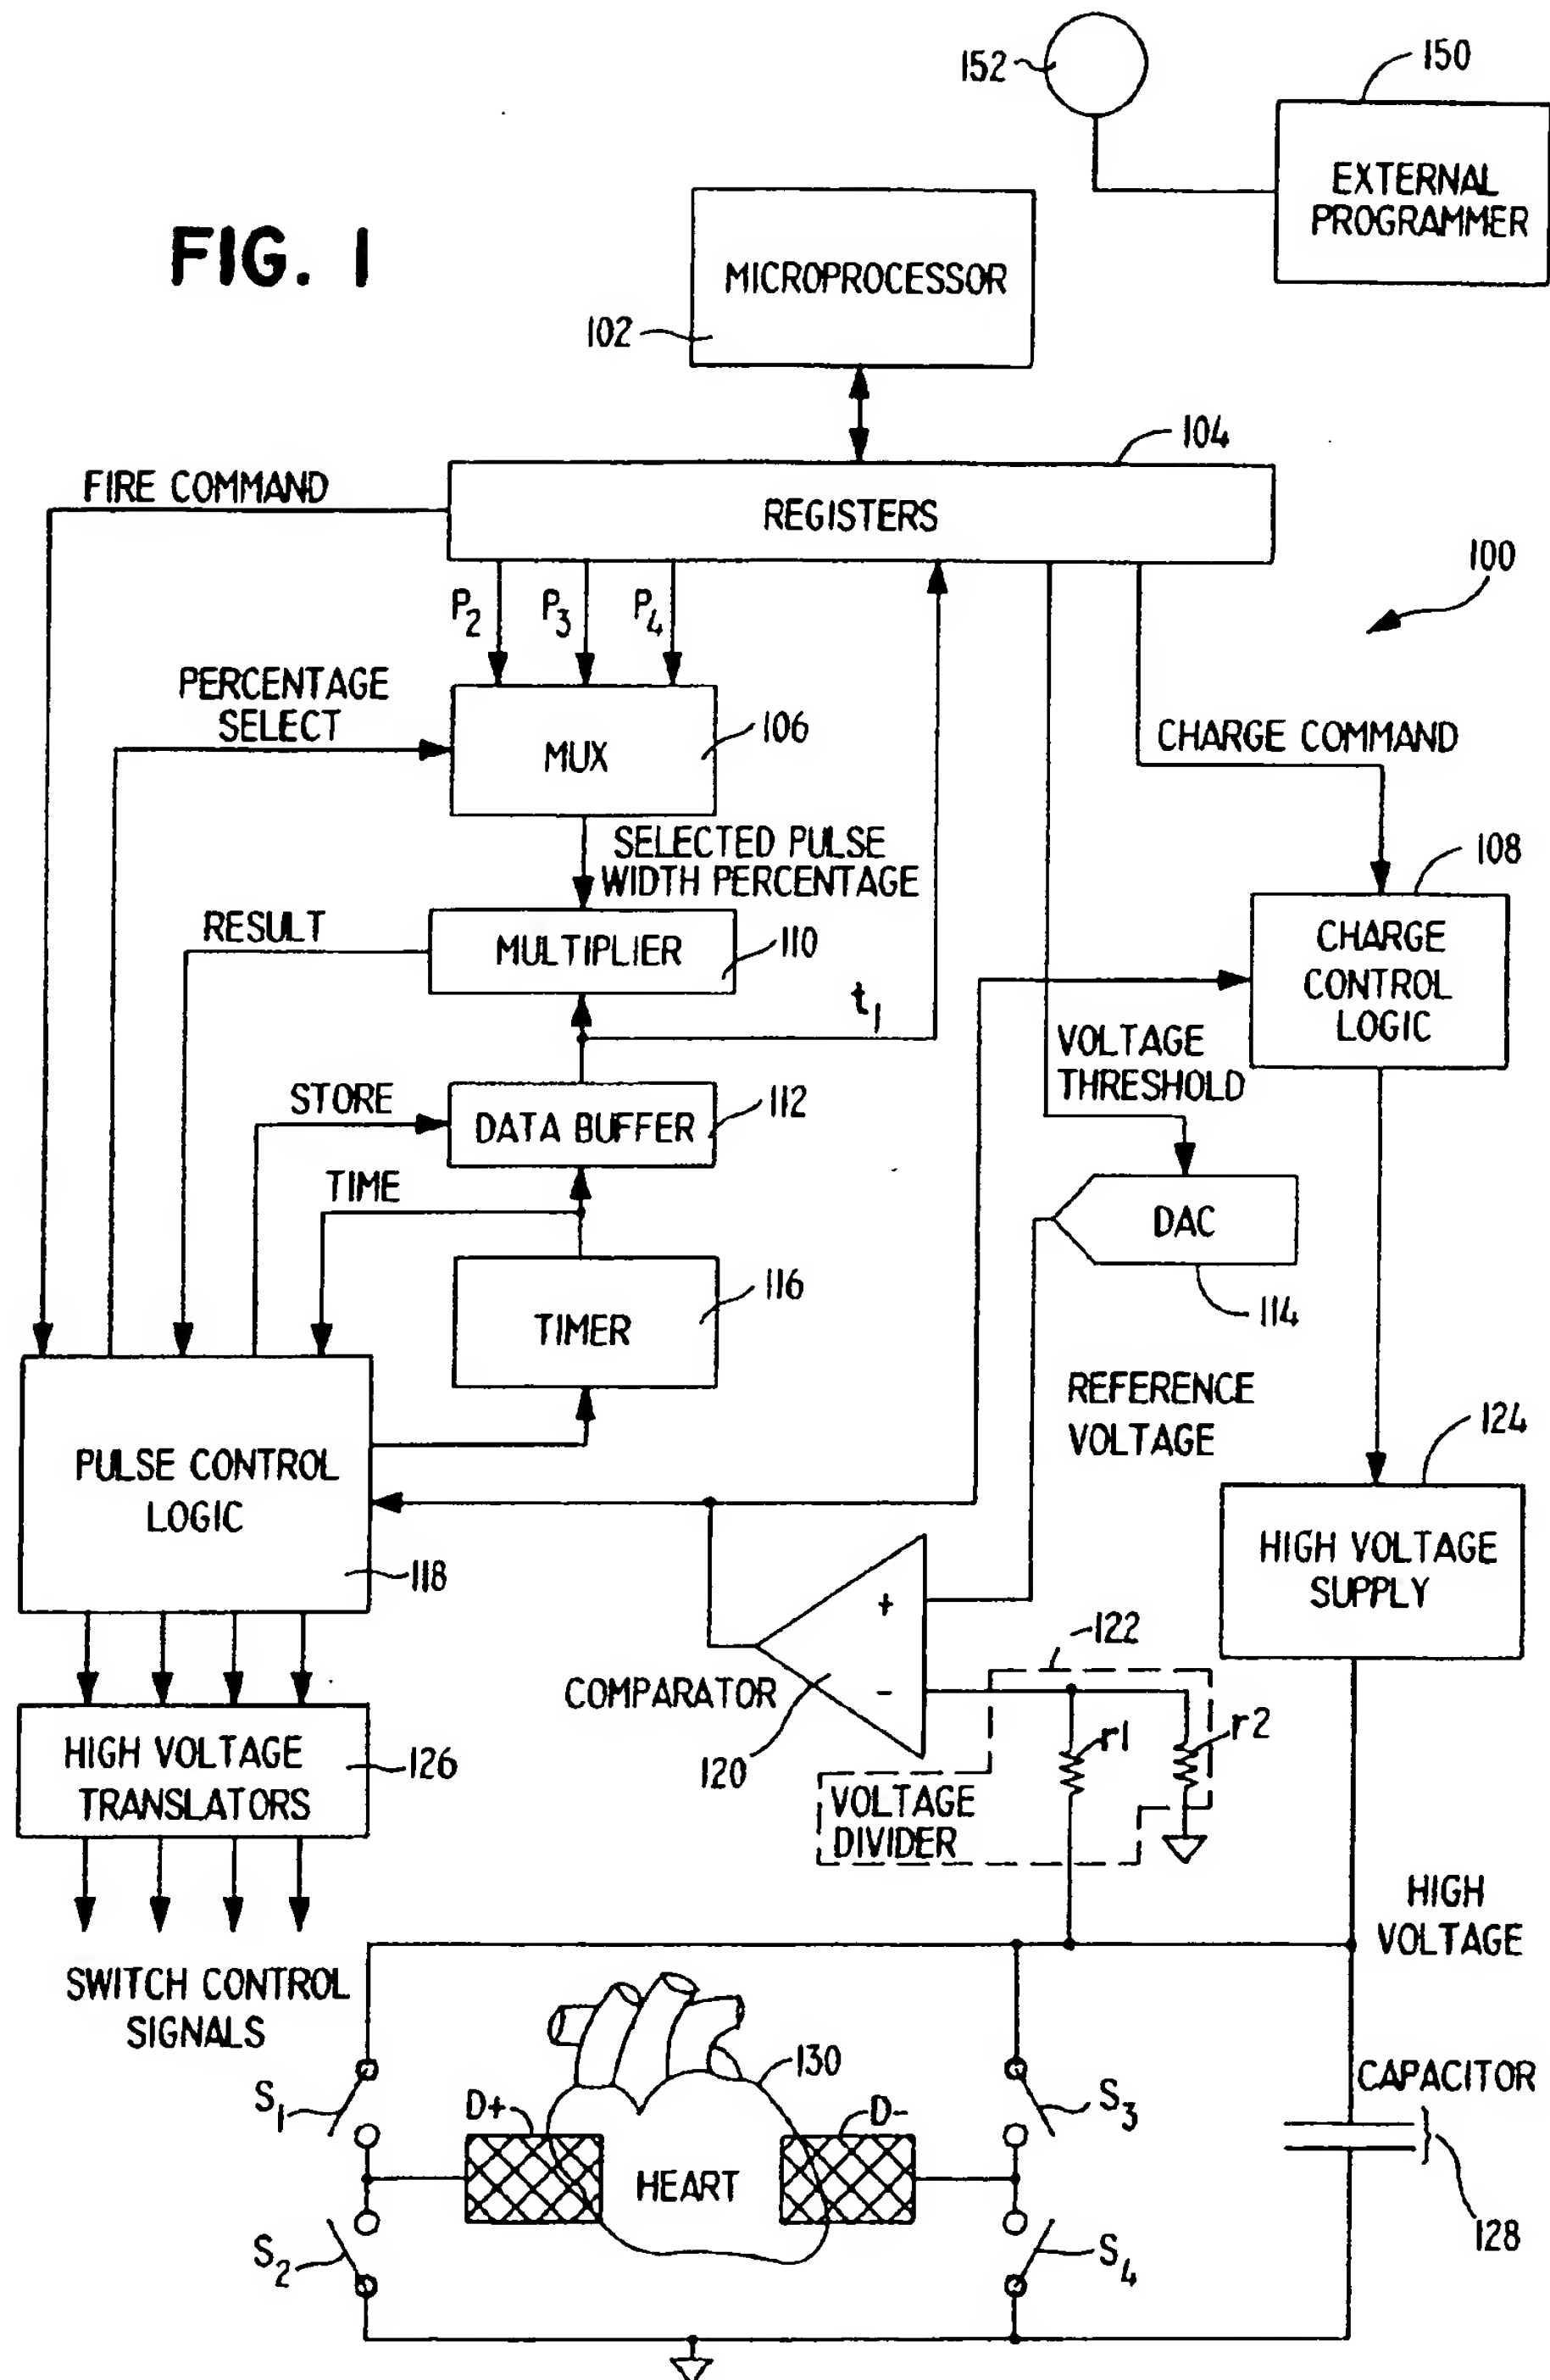 152
150
EXTERNAL
PROGRAMMER
FIG. 1
MICROPROCESSOR
102
104
FIRE COMMAND
REGISTERS
100
P2
P3
P4
PERCENTAGE
SELECT
106
MUX
CHARGE COMMAND
SELECTED PULSE
WIDTH PERCENTAGE
108
RESULT
MULTIPLIER
110
CHARGE
CONTROL
LOGIC
t1
VOLTAGE
THRESHOLD
STORE
DATA BUFFER
112
TIME
DAC
116
TIMER
114
REFERENCE
VOLTAGE
124
PULSE CONTROL
LOGIC
118
HIGH VOLTAGE
SUPPLY
+
-
122
COMPARATOR
120
r1
r2
HIGH VOLTAGE
TRANSLATORS
126
VOLTAGE
DIVIDER
HIGH
VOLTAGE
SWITCH CONTROL
SIGNALS
130
CAPACITOR
S1
D+
D-
S3
HEART
128
S2
S4